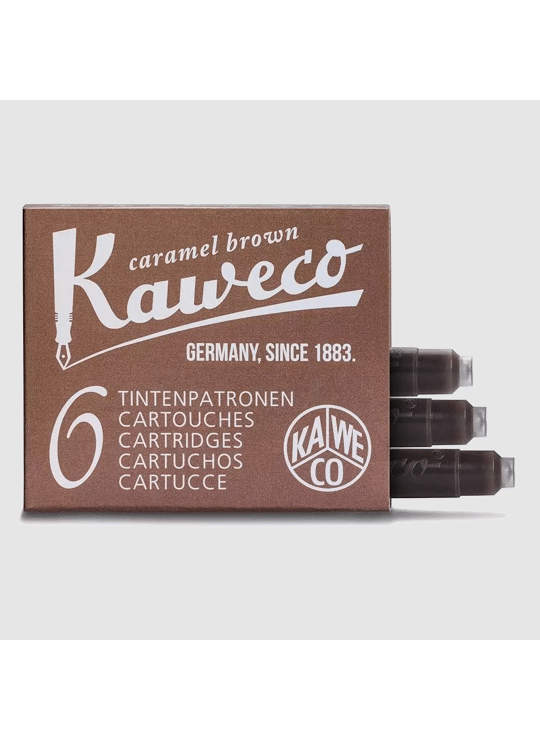 caramel brown
Kaweco
GERMANY, SINCE 1883.
6
TINTENPATRONEN
CARTOUCHES
CARTRIDGES
CARTUCHOS
CARTUCCE
KA WE
CO